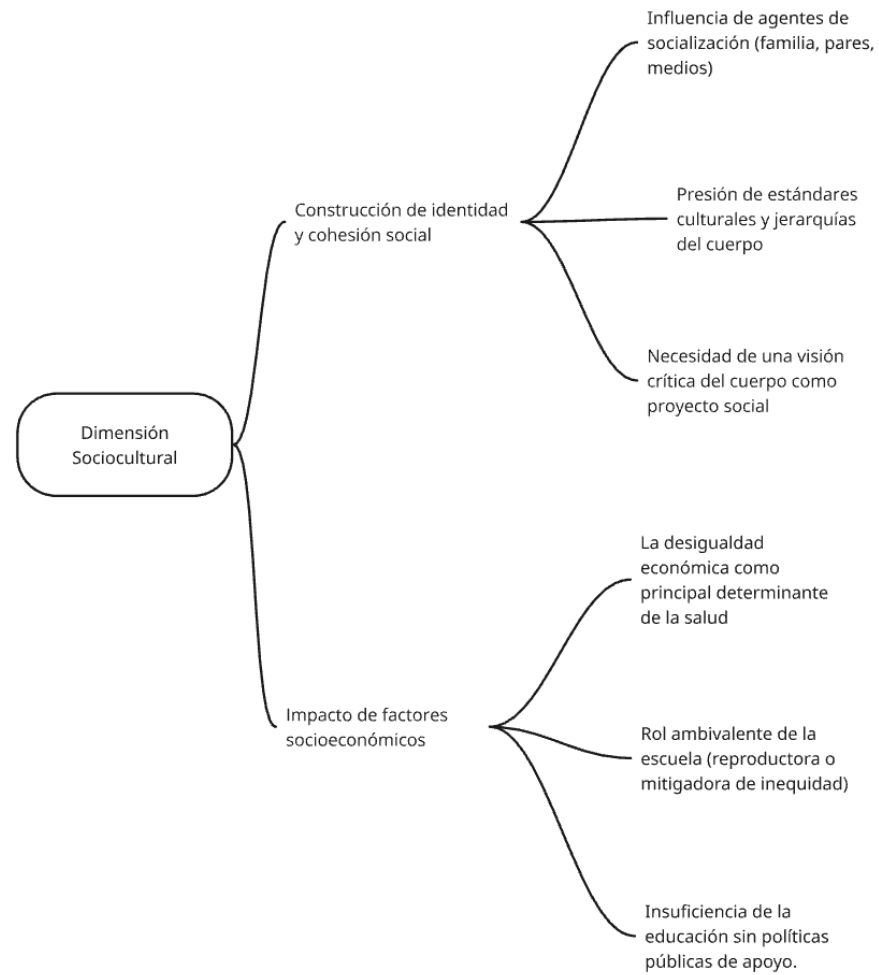 Dimensión
Sociocultural
Construcción de identidad
y cohesión social
Influencia de agentes de
socialización (familia, pares,
medios)
Presión de estándares
culturales y jerarquías
del cuerpo
Necesidad de una visión
crítica del cuerpo como
proyecto social
Impacto de factores
socioeconómicos
La desigualdad
económica como
principal determinante
de la salud
Rol ambivalente de la
escuela (reproductora o
mitigadora de inequidad)
Insuficiencia de la
educación sin políticas
públicas de apoyo.